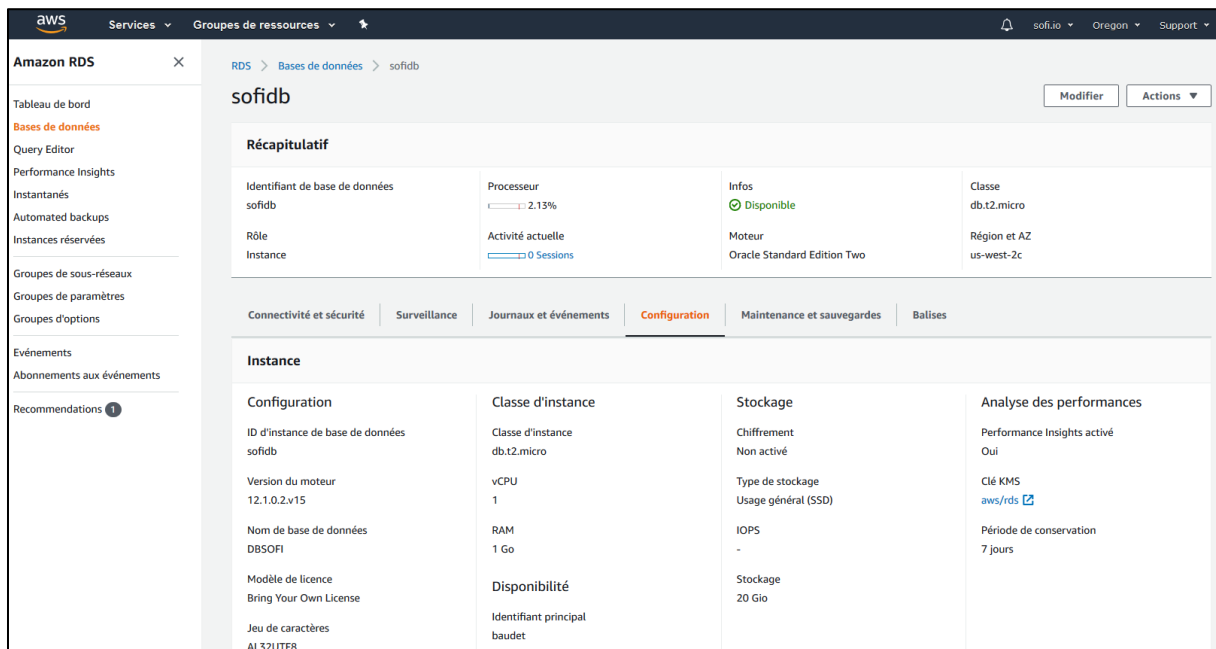 aws Services Groupes de ressources sofi.io Oregon Support
Amazon RDS
Tableau de bord
Bases de données
Query Editor
Performance Insights
Instantanés
Automated backups
Instances réservées
Groupes de sous-réseaux
Groupes de paramètres
Groupes d'options
Evénements
Abonnements aux événements
Recommendations 1
RDS > Bases de données > sofidb
sofidb
Modifier
Actions
Récapitulatif
Identifiant de base de données
sofidb
Processeur
2.13%
Infos
Disponible
Classe
db.t2.micro
Rôle
Instance
Activité actuelle
0 Sessions
Moteur
Oracle Standard Edition Two
Région et AZ
us-west-2c
Connectivité et sécurité
Surveillance
Journaux et événements
Configuration
Maintenance et sauvegardes
Balises
Instance
Configuration
ID d'instance de base de données
sofidb
Version du moteur
12.1.0.2.v15
Nom de base de données
DBSOFI
Modèle de licence
Bring Your Own License
Jeu de caractères
AL32UTF8
Classe d'instance
Classe d'instance
db.t2.micro
vCPU
1
RAM
1 Go
Disponibilité
Identifiant principal
baudet
Stockage
Chiffrement
Non activé
Type de stockage
Usage général (SSD)
IOPS
-
Stockage
20 Gio
Analyse des performances
Performance Insights activé
Oui
Clé KMS
aws/rds
Période de conservation
7 jours